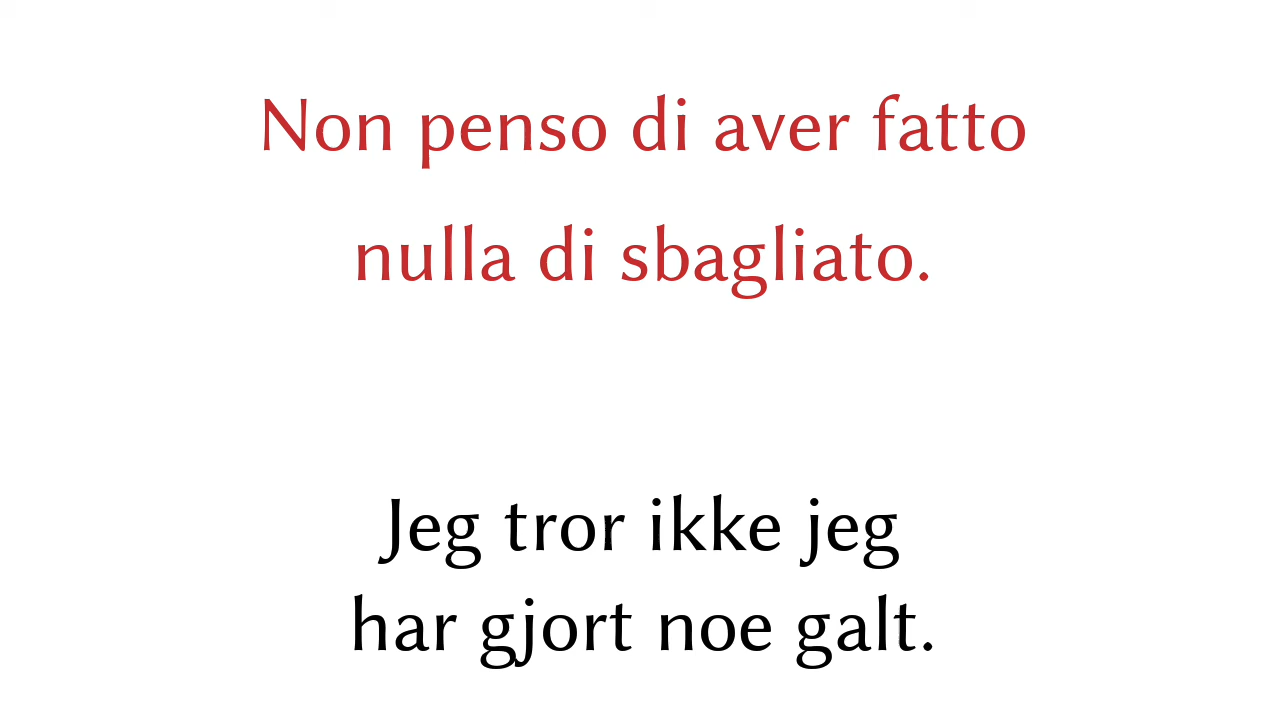 Non penso di aver fatto
nulla di sbagliato.
Jeg tror ikke jeg
har gjort noe galt.